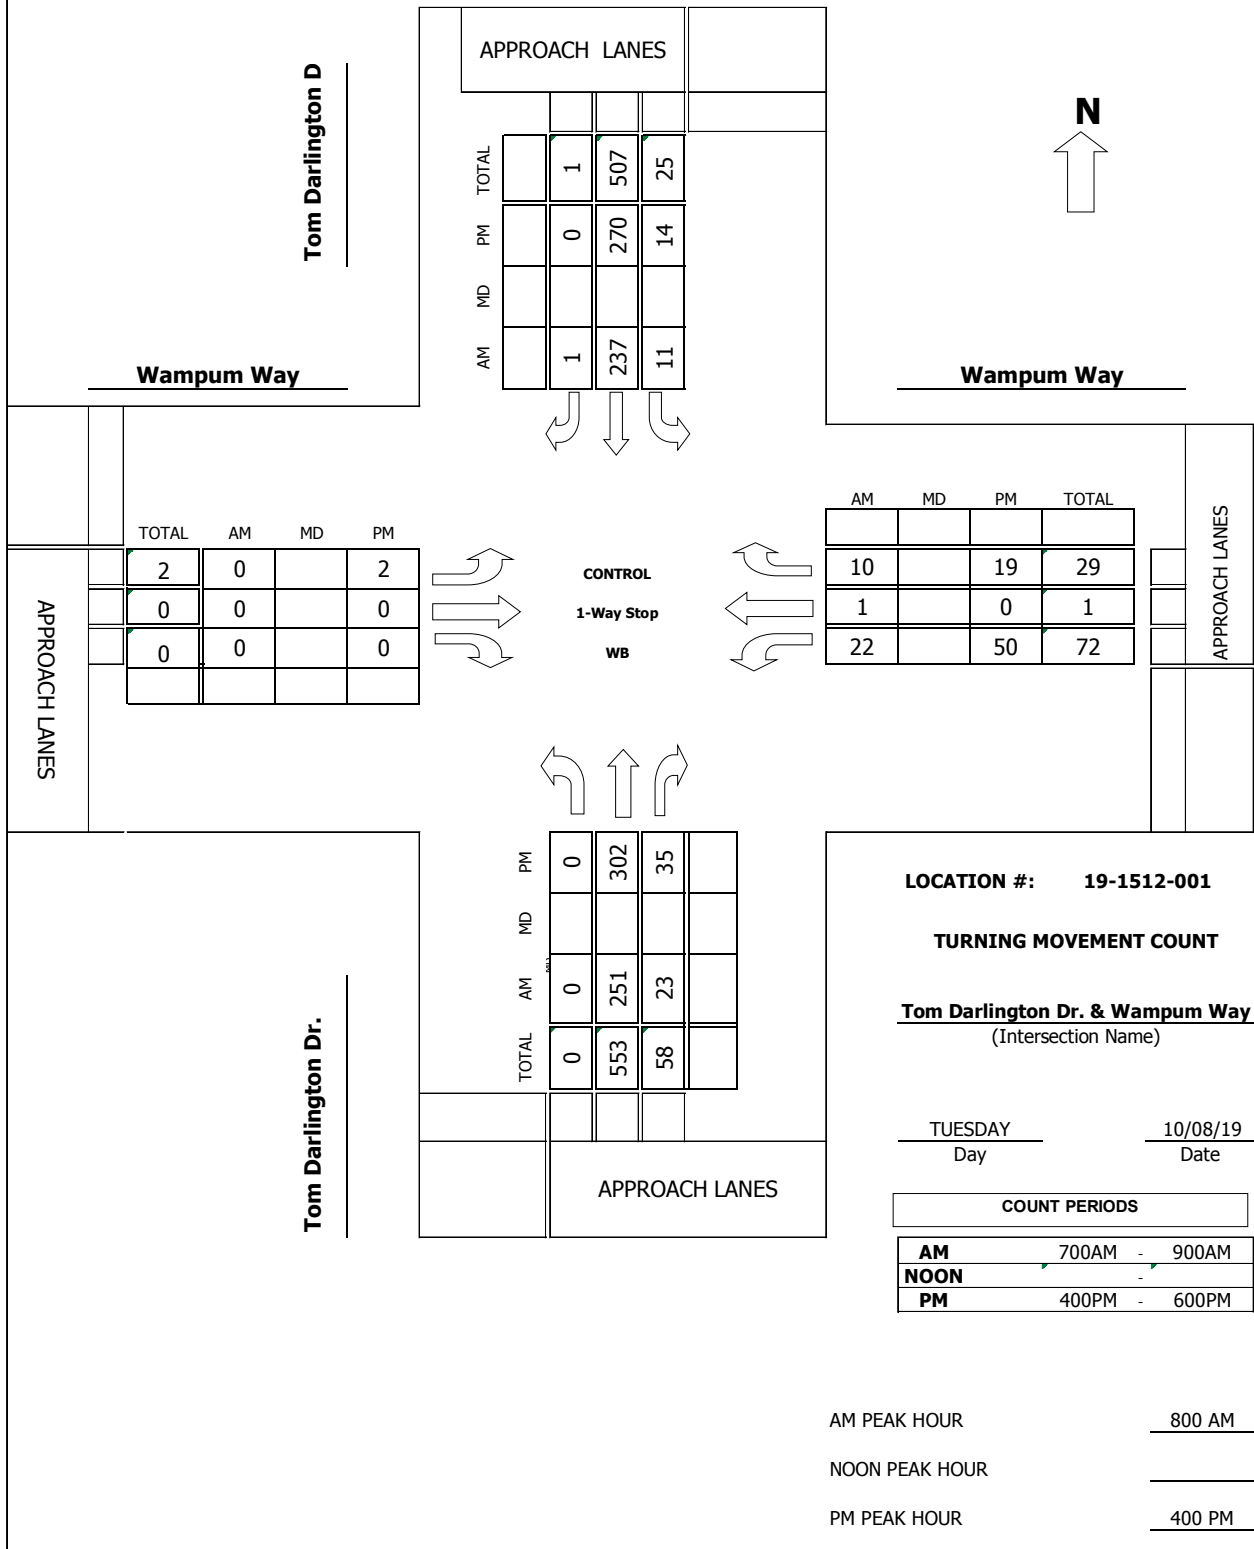 APPROACH LANES
Tom Darlington D
N
TOTAL 1 507 25
PM 0 270 14
MD
AM 1 237 11
Wampum Way
Wampum Way
AM MD PM TOTAL
10 19 29
1 0 1
22 50 72
APPROACH LANES
TOTAL AM MD PM
2 0 2
0 0 0
0 0 0
APPROACH LANES
CONTROL
1-Way Stop
WB
PM 0 302 35
MD
AM 0 251 23
TOTAL 0 553 58
Tom Darlington Dr.
APPROACH LANES
LOCATION #: 19-1512-001
TURNING MOVEMENT COUNT
Tom Darlington Dr. & Wampum Way
(Intersection Name)
TUESDAY 10/08/19
Day Date
COUNT PERIODS
AM 700AM - 900AM
NOON -
PM 400PM - 600PM
AM PEAK HOUR 800 AM
NOON PEAK HOUR
PM PEAK HOUR 400 PM